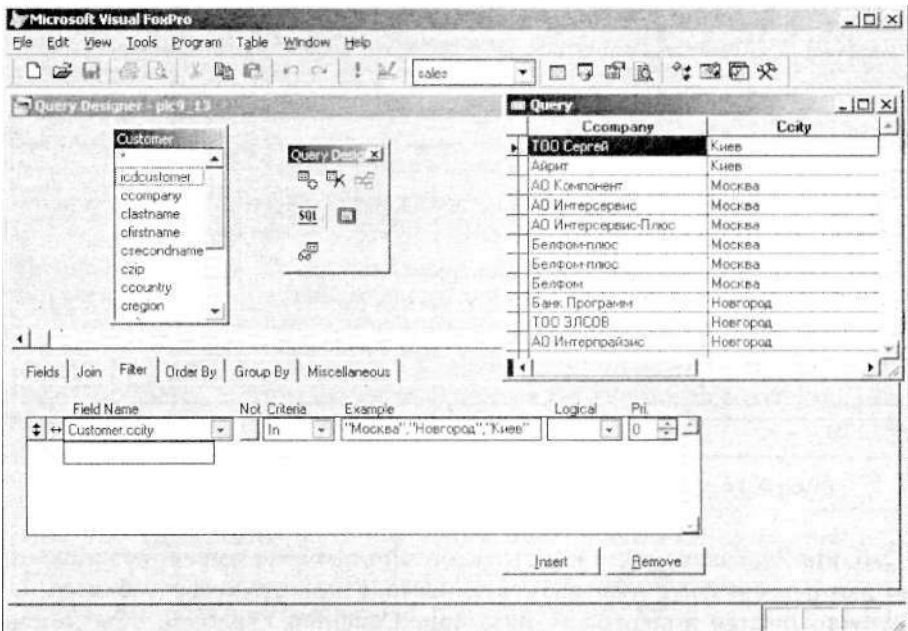 Microsoft Visual FoxPro
File Edit View Tools Program Table Window Help
sales
Query Designer - pic9_13
Customer
*
icdcustomer
ccompany
clastname
cfirstname
csecondname
czip
ccountry
cregion
Query Desig
SQL
Query
Ccompany Ccity
ТОО Сергей Киев
Айрит Киев
АО Компонент Москва
АО Интерсервис Москва
АО Интерсервис-Плюс Москва
Белфом-плюс Москва
Белфом-плюс Москва
Белфом Москва
Банк Программ Новгород
ТОО ЭЛСОВ Новгород
АО Интерпрайзис Новгород
Fields Join Filter Order By Group By Miscellaneous
Field Name Not Criteria Example Logical Pri.
Customer.ccity In "Москва","Новгород","Киев" 0
Insert Remove